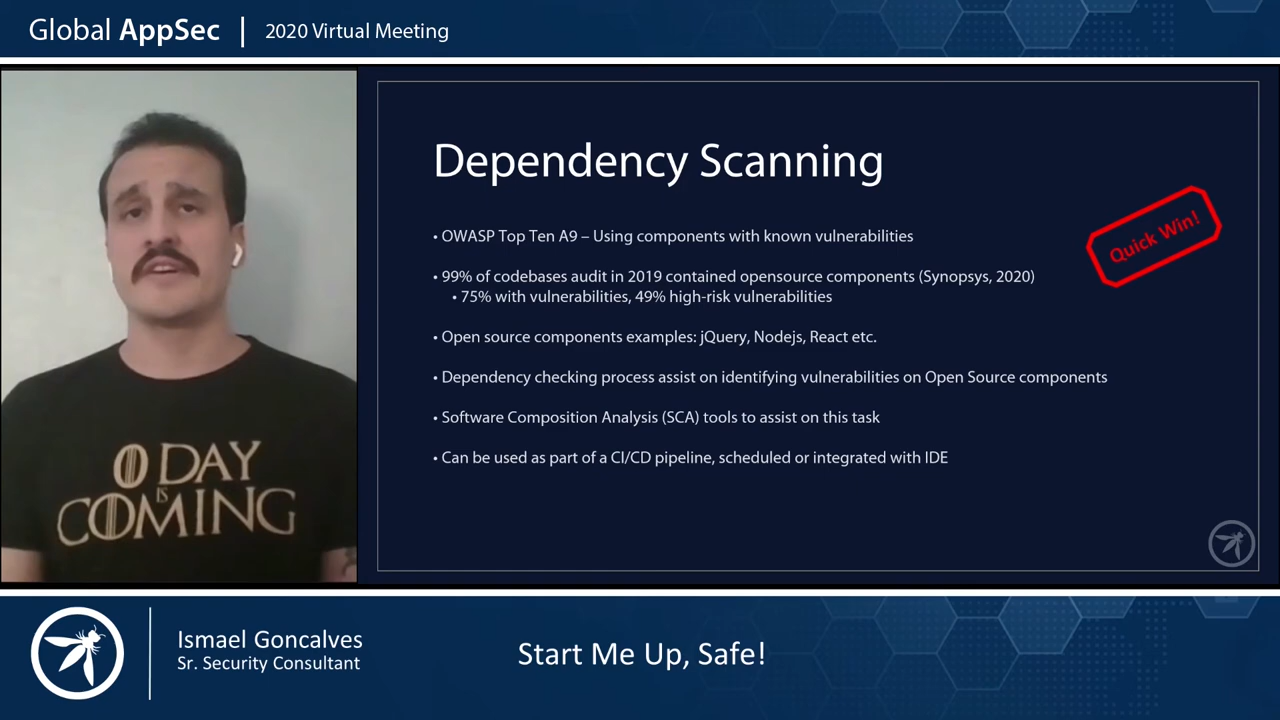 Global AppSec | 2020 Virtual Meeting
Dependency Scanning
Quick Win!
• OWASP Top Ten A9 – Using components with known vulnerabilities
• 99% of codebases audit in 2019 contained opensource components (Synopsys, 2020)
• 75% with vulnerabilities, 49% high-risk vulnerabilities
• Open source components examples: jQuery, Nodejs, React etc.
• Dependency checking process assist on identifying vulnerabilities on Open Source components
• Software Composition Analysis (SCA) tools to assist on this task
• Can be used as part of a CI/CD pipeline, scheduled or integrated with IDE
0 DAY
IS
COMING
Ismael Goncalves
Sr. Security Consultant
Start Me Up, Safe!